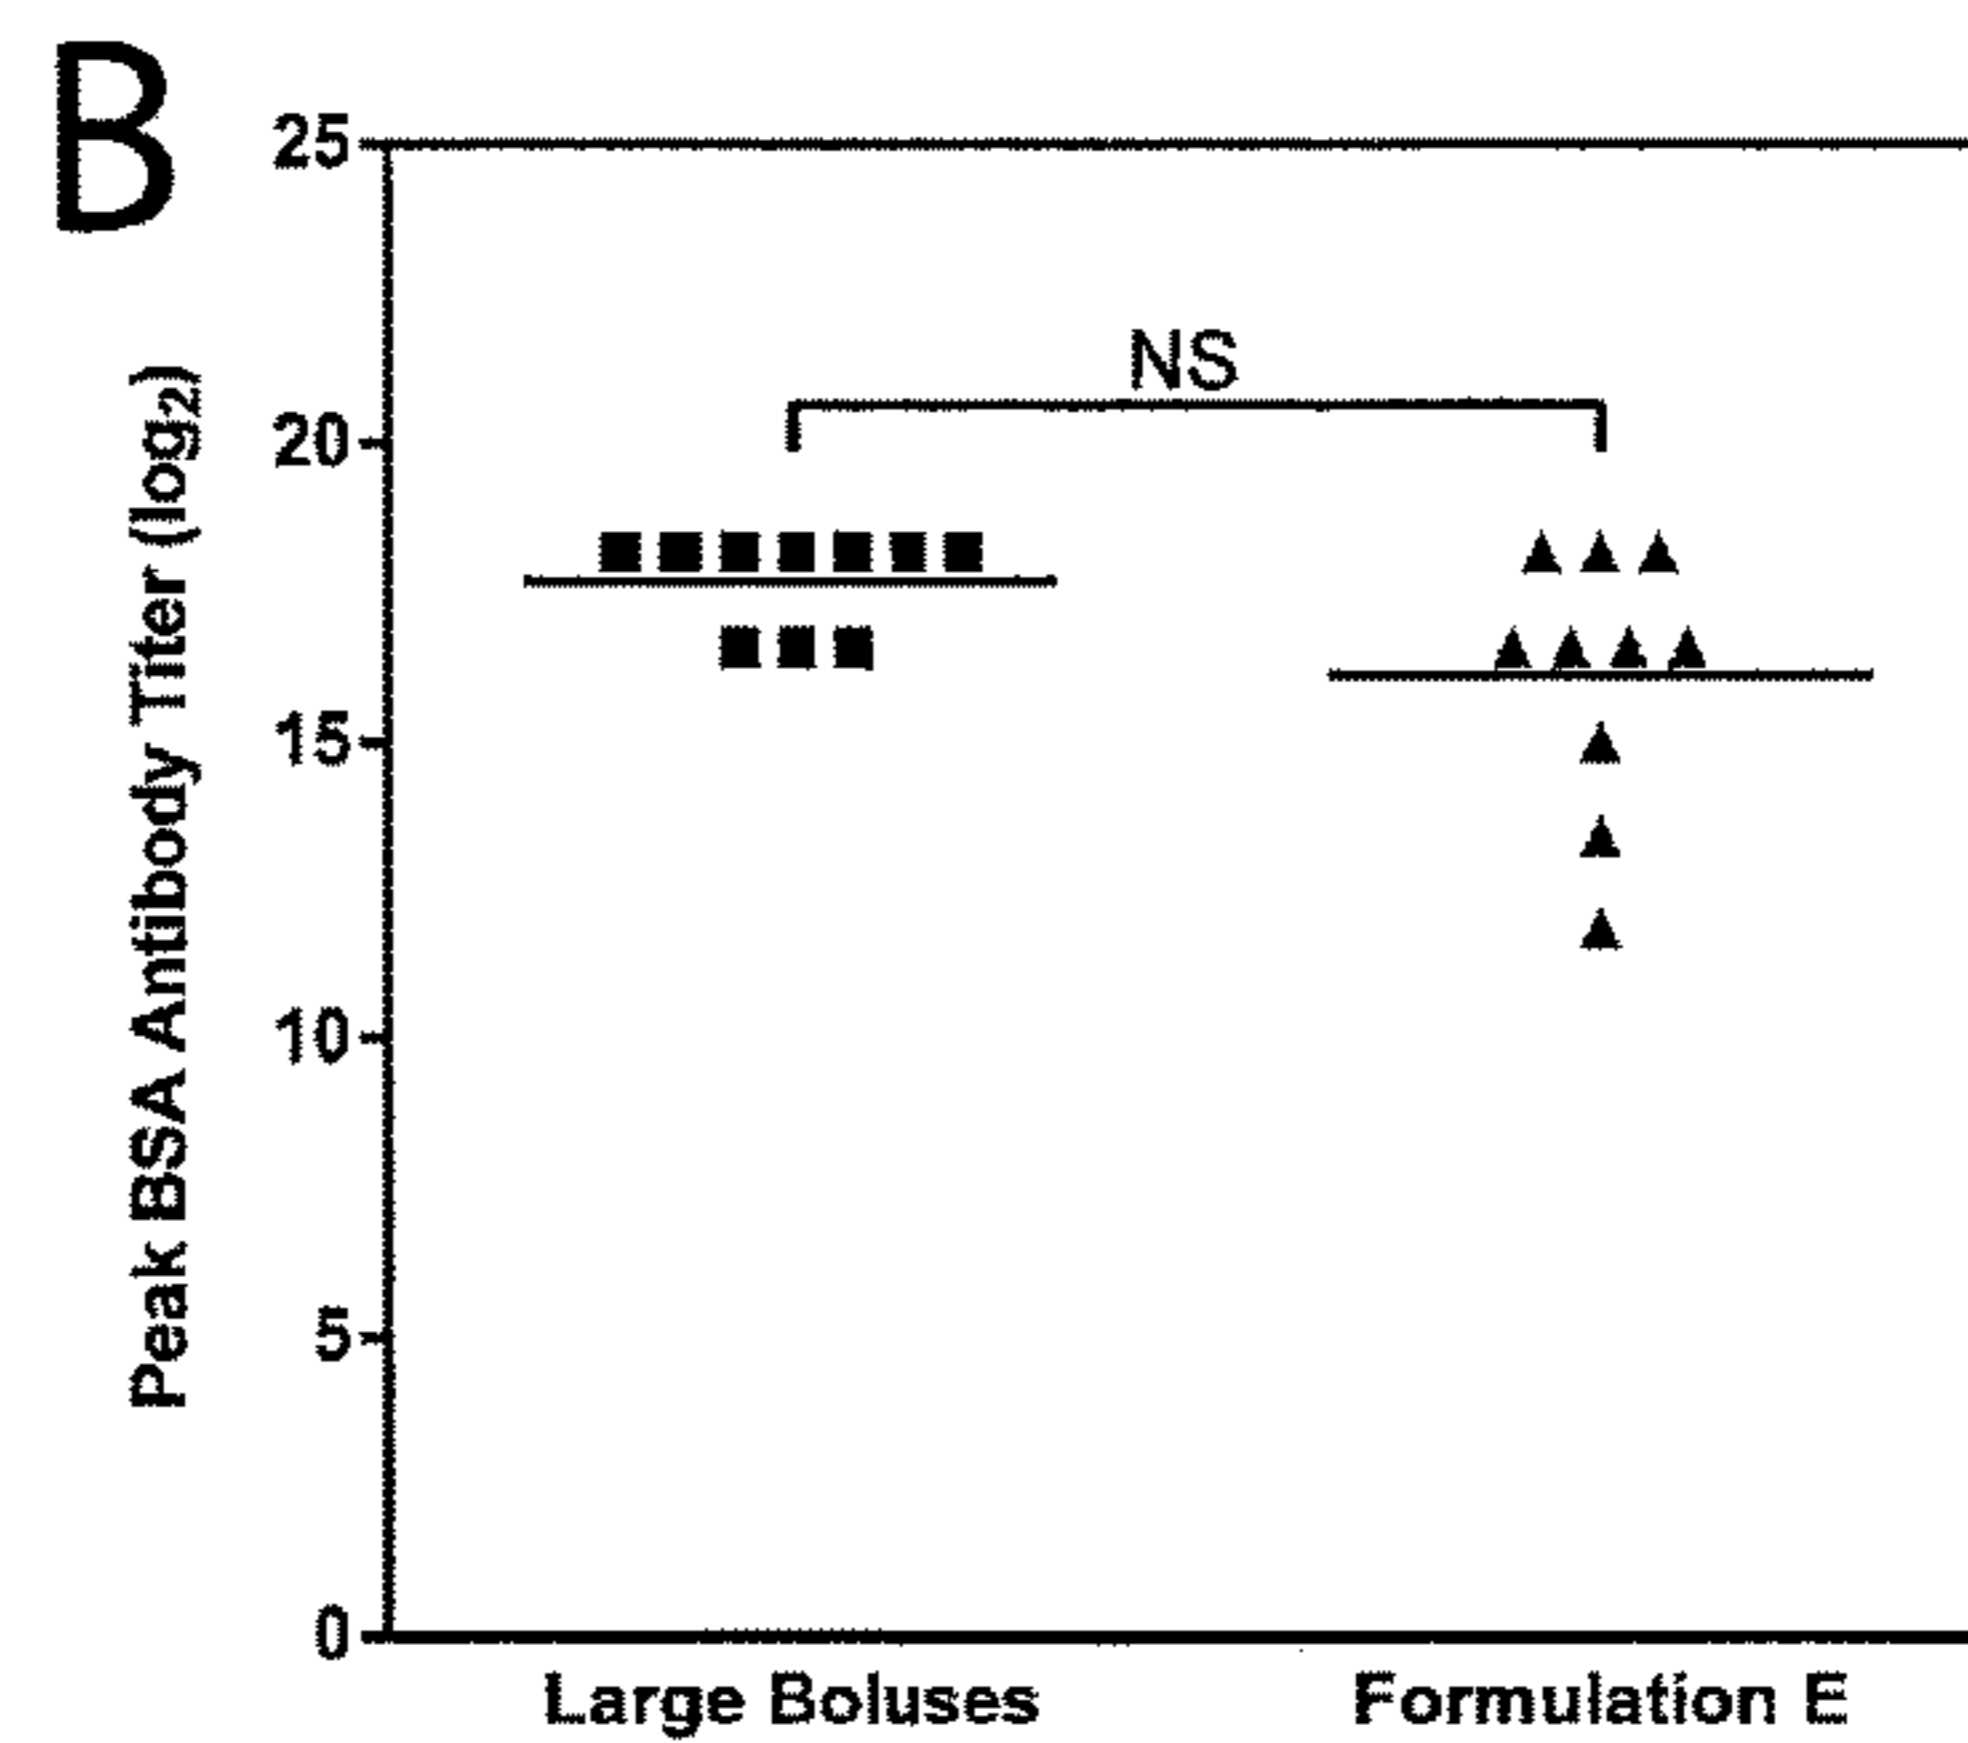 B
25
20
15
10
5
0
Peak BSA Antibody Titer (log₂)
NS
Large Boluses
Formulation E